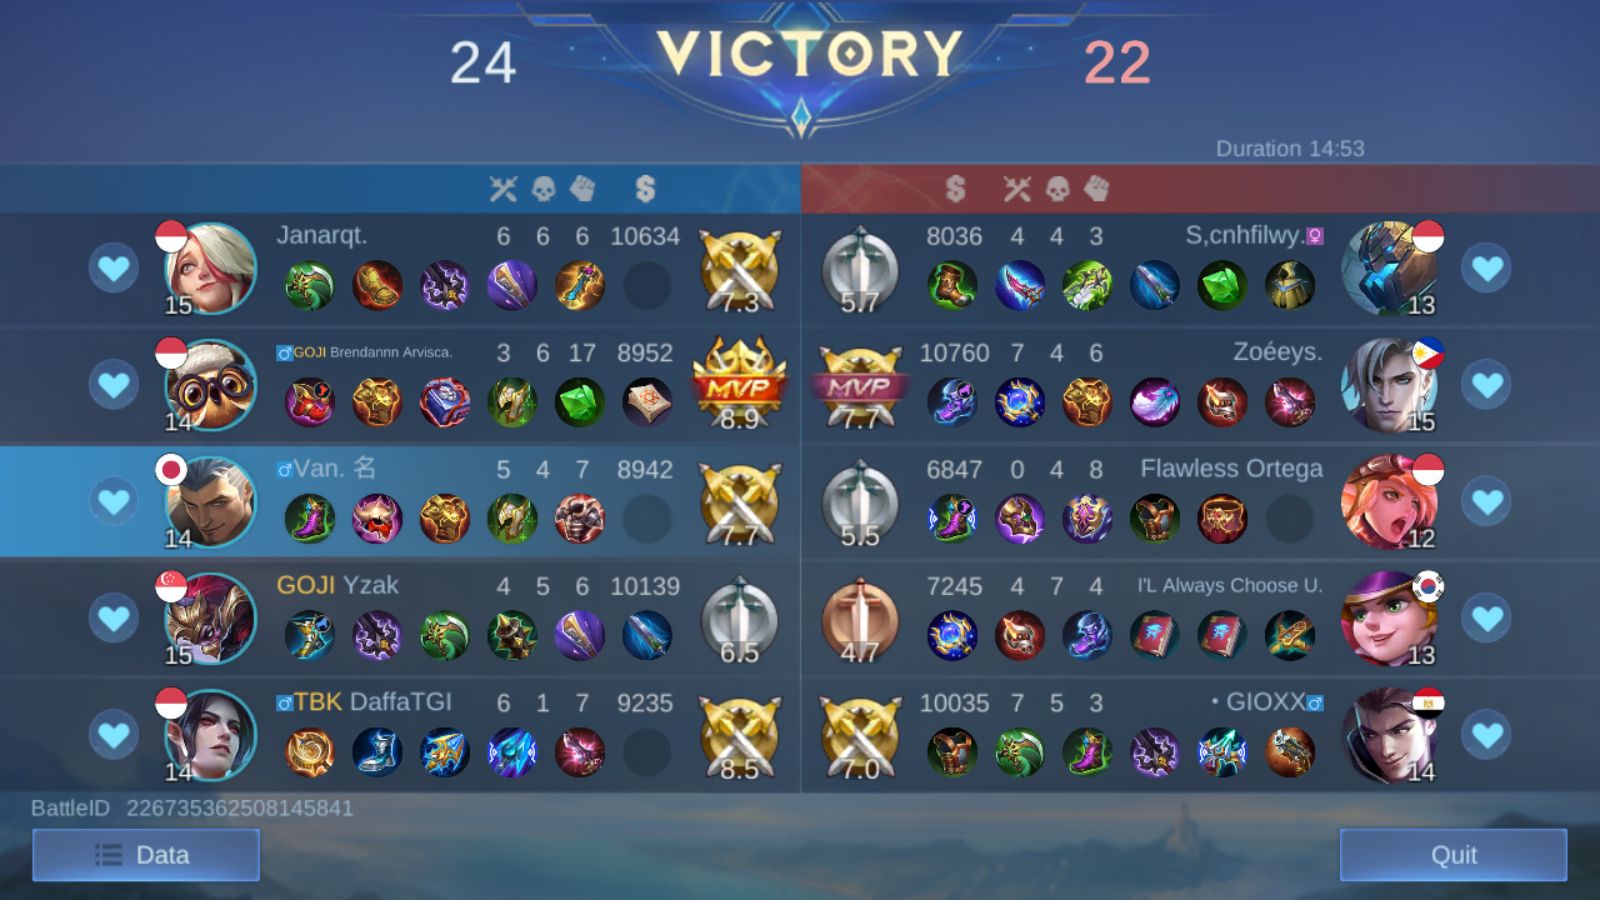 24 VICTORY 22
Duration 14:53
Janarqt. 6 6 6 10634
15 7.3
8036 4 4 3 S,cnhfilwy.♀
5.7 13
♂GOJI Brendannn Arvisca. 3 6 17 8952
14 MVP 8.9
10760 7 4 6 Zoéeys.
MVP 7.7 15
♂Van. 名 5 4 7 8942
14 7.7
6847 0 4 8 Flawless Ortega
5.5 12
GOJI Yzak 4 5 6 10139
15 6.5
7245 4 7 4 I'L Always Choose U.
4.7 13
♂TBK DaffaTGI 6 1 7 9235
14 8.5
10035 7 5 3 • GIOXX♂
7.0 14
BattleID 226735362508145841
Data
Quit